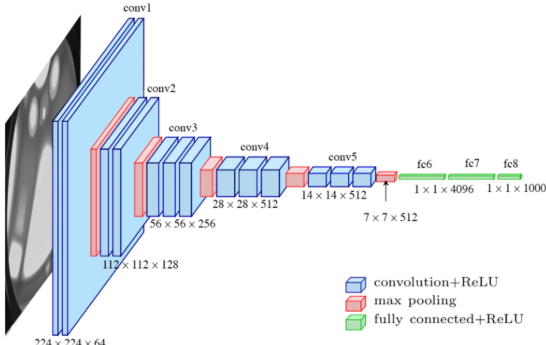 conv1
conv2
conv3
conv4
conv5
fc6
fc7
fc8
1 × 1 × 4096
1 × 1 × 1000
14 × 14 × 512
28 × 28 × 512
7 × 7 × 512
56 × 56 × 256
112 × 112 × 128
convolution+ReLU
max pooling
fully connected+ReLU
224 × 224 × 64